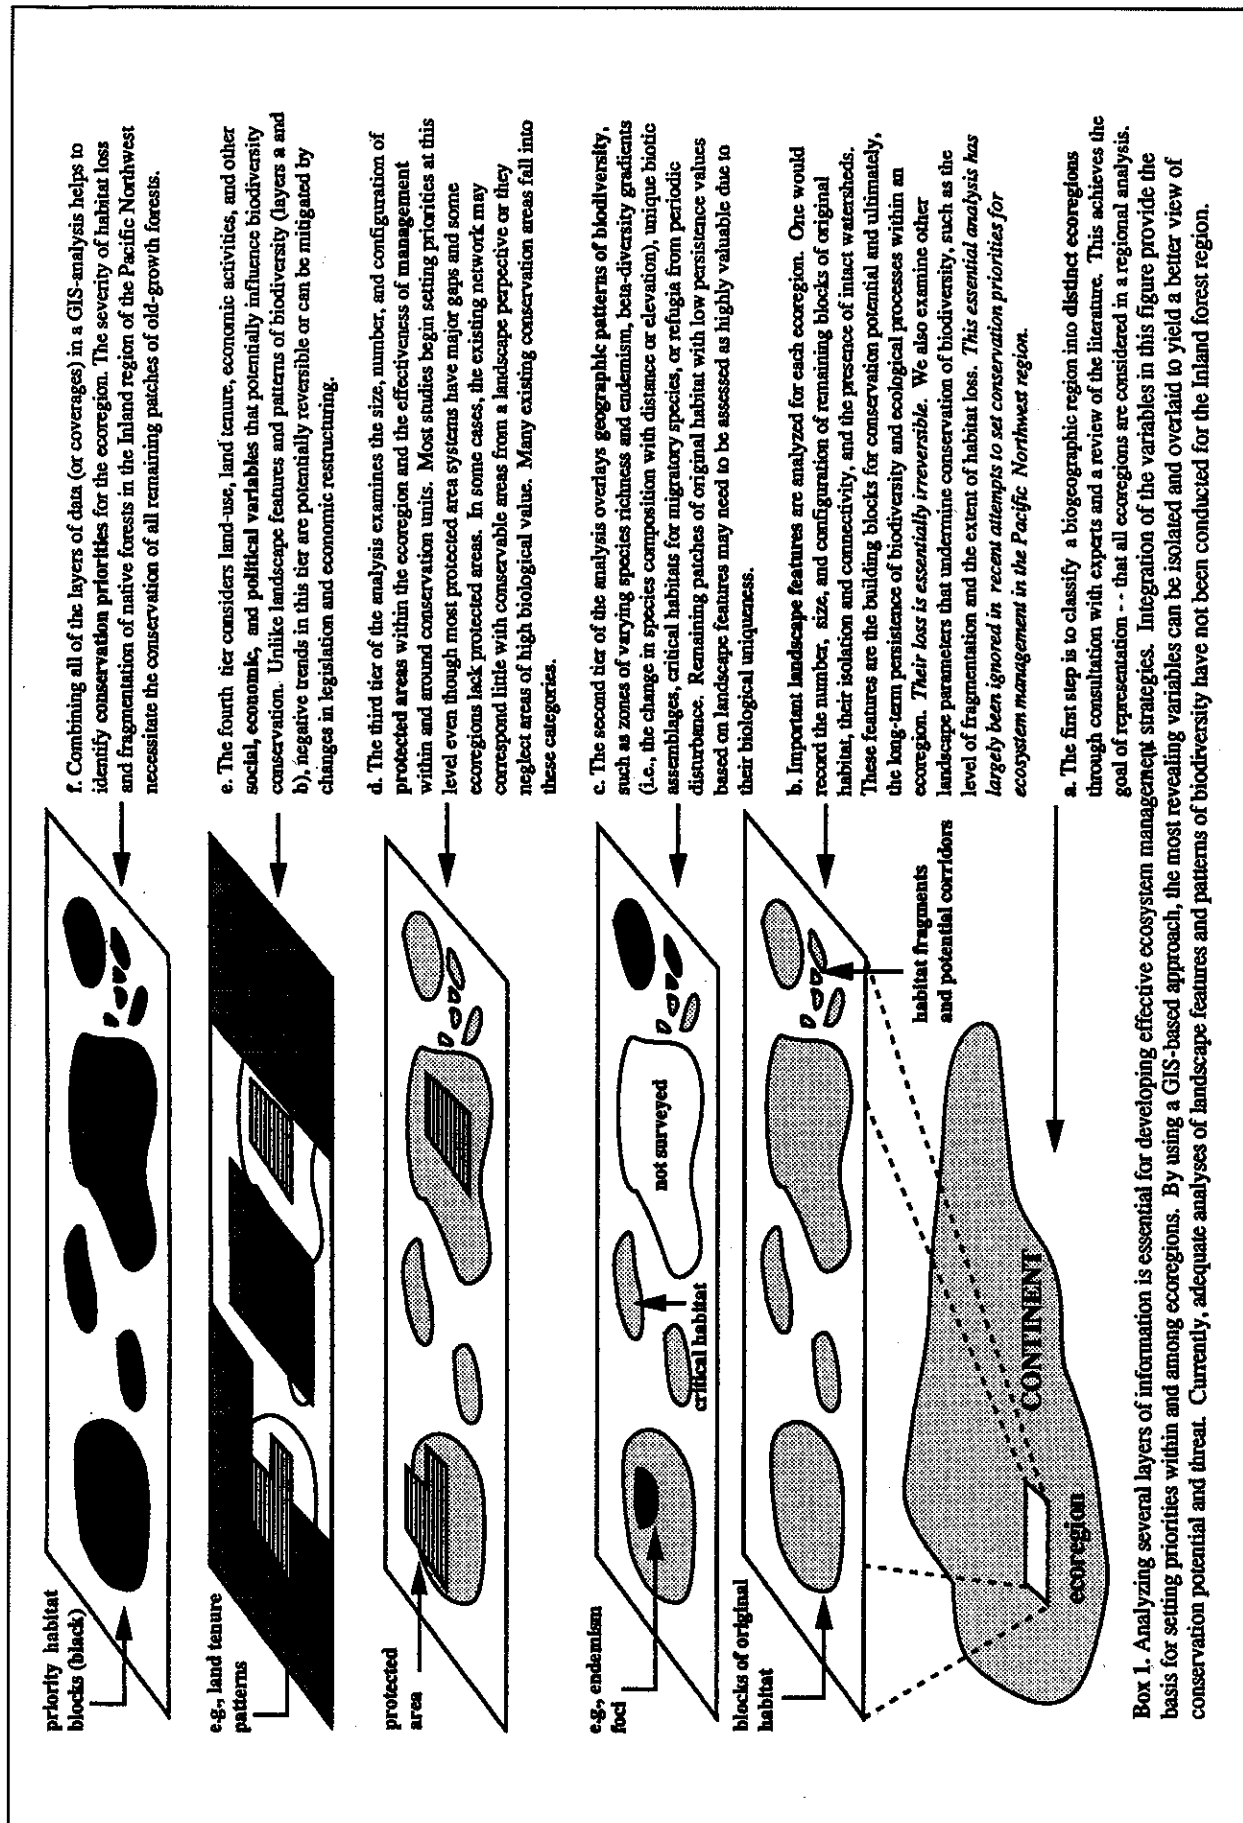 priority habitat
blocks (black)
f. Combining all of the layers of data (or coverages) in a GIS-analysis helps to
identify conservation priorities for the ecoregion. The severity of habitat loss
and fragmentation of native forests in the Inland region of the Pacific Northwest
necessitate the conservation of all remaining patches of old-growth forests.
e.g., land tenure
patterns
e. The fourth tier considers land-use, land tenure, economic activities, and other
social, economic, and political variables that potentially influence biodiversity
conservation. Unlike landscape features and patterns of biodiversity (layers a and
b), negative trends in this tier are potentially reversible or can be mitigated by
changes in legislation and economic restructuring.
protected
area
d. The third tier of the analysis examines the size, number, and configuration of
protected areas within the ecoregion and the effectiveness of management
within and around conservation units. Most studies begin setting priorities at this
level even though most protected area systems have major gaps and some
ecoregions lack protected areas. In some cases, the existing network may
correspond little with conservable areas from a landscape perpective or they
neglect areas of high biological value. Many existing conservation areas fall into
these categories.
e.g., endemism
foci
critical habitat
not surveyed
c. The second tier of the analysis overlays geographic patterns of biodiversity,
such as zones of varying species richness and endemism, beta-diversity gradients
(i.e., the change in species composition with distance or elevation), unique biotic
assemblages, critical habitats for migratory species, or refugia from periodic
disturbance. Remaining patches of original habitat with low persistence values
based on landscape features may need to be assessed as highly valuable due to
their biological uniqueness.
blocks of original
habitat
habitat fragments
and potential corridors
b. Important landscape features are analyzed for each ecoregion. One would
record the number, size, and configuration of remaining blocks of original
habitat, their isolation and connectivity, and the presence of intact watersheds.
These features are the building blocks for conservation potential and ultimately,
the long-term persistence of biodiversity and ecological processes within an
ecoregion. Their loss is essentially irreversible. We also examine other
landscape parameters that undermine conservation of biodiversity, such as the
level of fragmentation and the extent of habitat loss. This essential analysis has
largely been ignored in recent attempts to set conservation priorities for
ecosystem management in the Pacific Northwest region.
CONTINENT
ecoregion
a. The first step is to classify a biogeographic region into distinct ecoregions
through consultation with experts and a review of the literature. This achieves the
goal of representation - - that all ecoregions are considered in a regional analysis.
Box 1. Analyzing several layers of information is essential for developing effective ecosystem management strategies. Integration of the variables in this figure provide the
basis for setting priorities within and among ecoregions. By using a GIS-based approach, the most revealing variables can be isolated and overlaid to yield a better view of
conservation potential and threat. Currently, adequate analyses of landscape features and patterns of biodiversity have not been conducted for the Inland forest region.